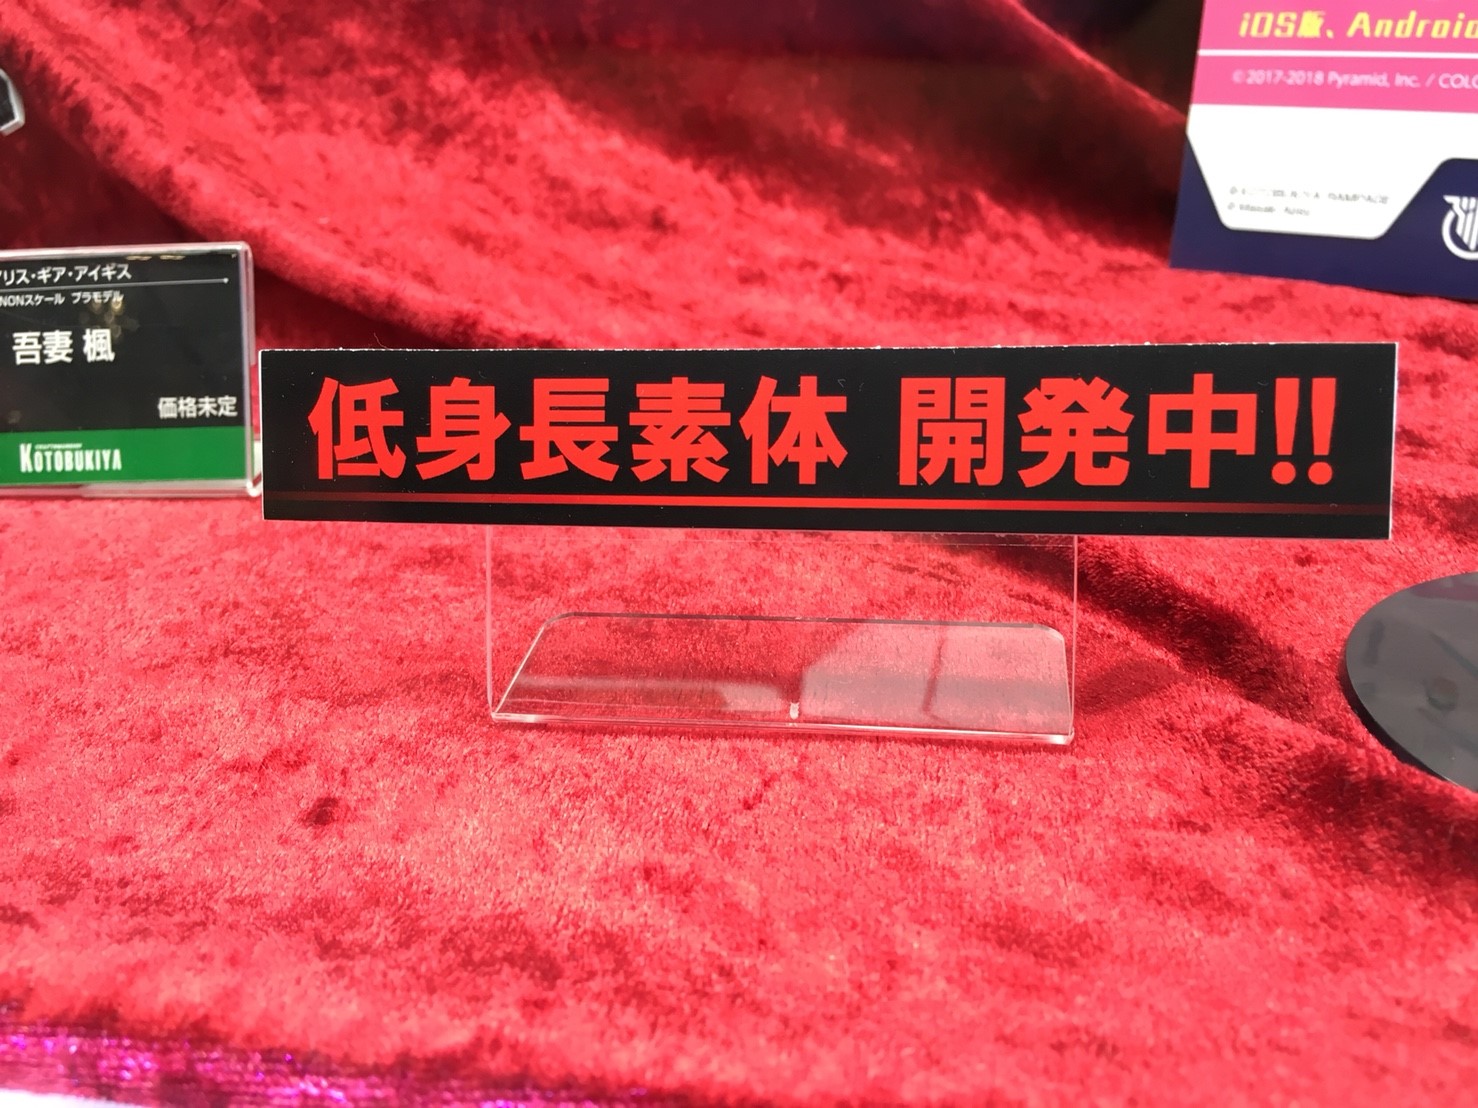 iOS版、Android
©2017-2018 Pyramid, Inc. / COLO
リス・ギア・アイギス
NONスケール プラモデル
吾妻 楓
価格未定
KOTOBUKIYA
低身長素体 開発中!!